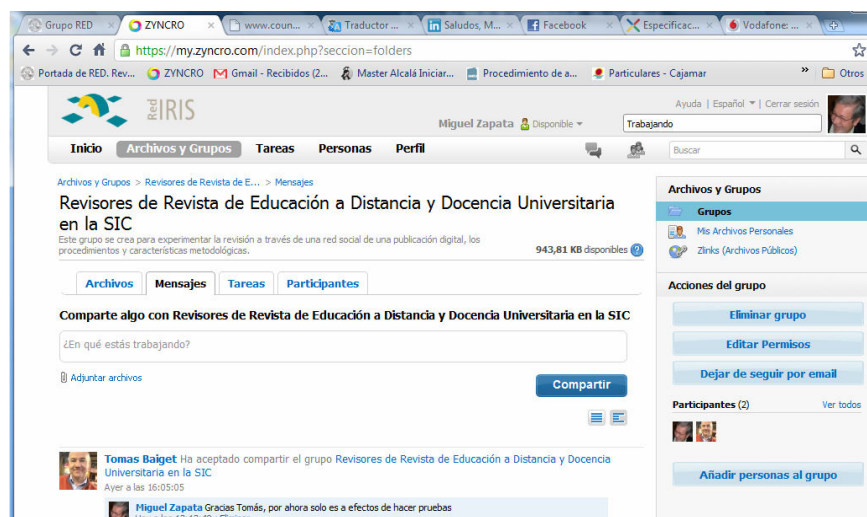 Grupo RED
ZYNCRO
www.coun...
Traductor ...
Saludos, M...
Facebook
Especificac...
Vodafone: ...
https://my.zyncro.com/index.php?seccion=folders
Portada de RED. Rev...
ZYNCRO
Gmail - Recibidos (2...
Master Alcalá Iniciar...
Procedimiento de a...
Particulares - Cajamar
»
Otros
Red IRIS
Ayuda | Español | Cerrar sesión
Miguel Zapata Disponible
Trabajando
Inicio
Archivos y Grupos
Tareas
Personas
Perfil
Buscar
Archivos y Grupos > Revisores de Revista de E... > Mensajes
Revisores de Revista de Educación a Distancia y Docencia Universitaria
en la SIC
Este grupo se crea para experimentar la revisión a través de una red social de una publicación digital, los
procedimientos y características metodológicas.
943,81 KB disponibles ?
Archivos
Mensajes
Tareas
Participantes
Comparte algo con Revisores de Revista de Educación a Distancia y Docencia Universitaria en la SIC
¿En qué estás trabajando?
Adjuntar archivos
Compartir
Tomas Baiget Ha aceptado compartir el grupo Revisores de Revista de Educación a Distancia y Docencia
Universitaria en la SIC
Ayer a las 16:05:05
Miguel Zapata Gracias Tomás, por ahora solo es a efectos de hacer pruebas
Archivos y Grupos
Grupos
Mis Archivos Personales
Zlinks (Archivos Públicos)
Acciones del grupo
Eliminar grupo
Editar Permisos
Dejar de seguir por email
Participantes (2)
Ver todos
Añadir personas al grupo